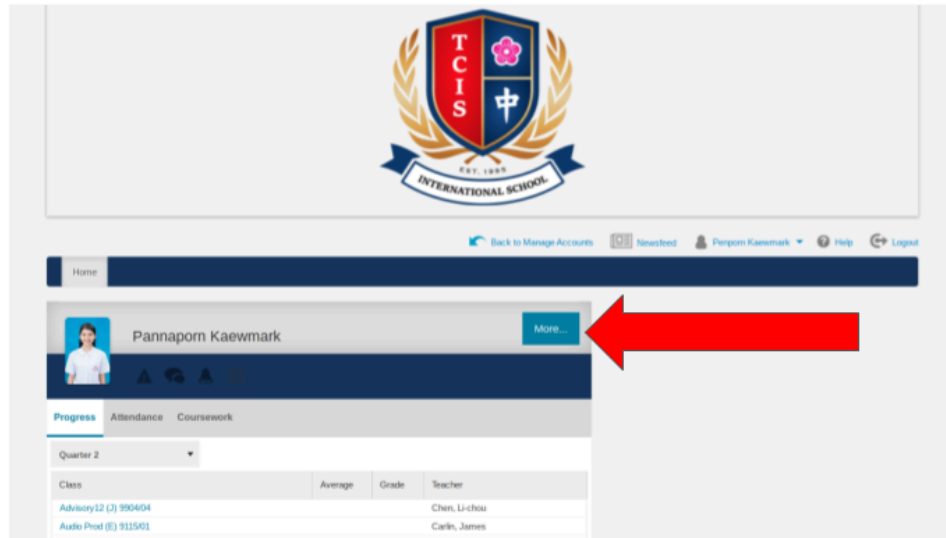 T
C
I
S
中
EST. 1995
INTERNATIONAL SCHOOL
Back to Manage Accounts Newsfeed Penporn Kaewmark Help Logout
Home
Pannaporn Kaewmark
More...
Progress Attendance Coursework
Quarter 2
Class Average Grade Teacher
Advisory12 (J) 9904/04 Chen, Li-chou
Audio Prod (E) 9115/01 Carlin, James